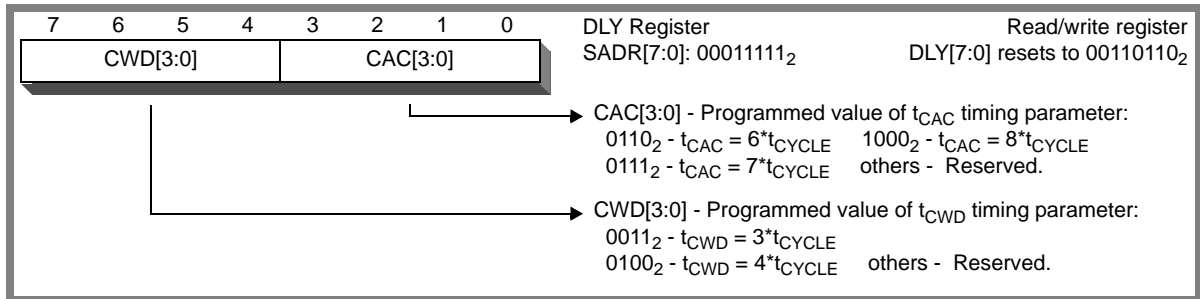 7 6 5 4 3 2 1 0
CWD[3:0] CAC[3:0]
DLY Register Read/write register
SADR[7:0]: 00011111₂ DLY[7:0] resets to 00110110₂
CAC[3:0] - Programmed value of tCAC timing parameter:
0110₂ - tCAC = 6*tCYCLE 1000₂ - tCAC = 8*tCYCLE
0111₂ - tCAC = 7*tCYCLE others - Reserved.
CWD[3:0] - Programmed value of tCWD timing parameter:
0011₂ - tCWD = 3*tCYCLE
0100₂ - tCWD = 4*tCYCLE others - Reserved.